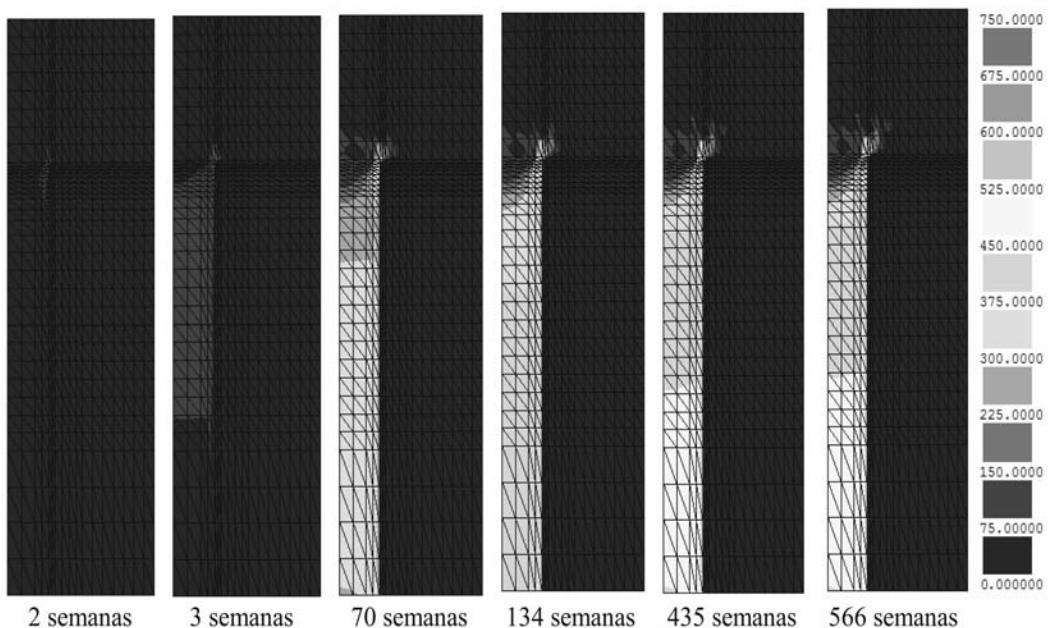 750.0000
675.0000
600.0000
525.0000
450.0000
375.0000
300.0000
225.0000
150.0000
75.00000
0.000000
2 semanas
3 semanas
70 semanas
134 semanas
435 semanas
566 semanas